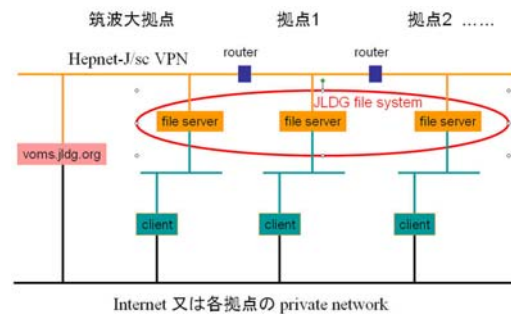 筑波大拠点 拠点1 拠点2 ……
router router
Hepnet-J/sc VPN
JLDG file system
file server file server file server
voms.jldg.org
client client client
Internet 又は各拠点の private network